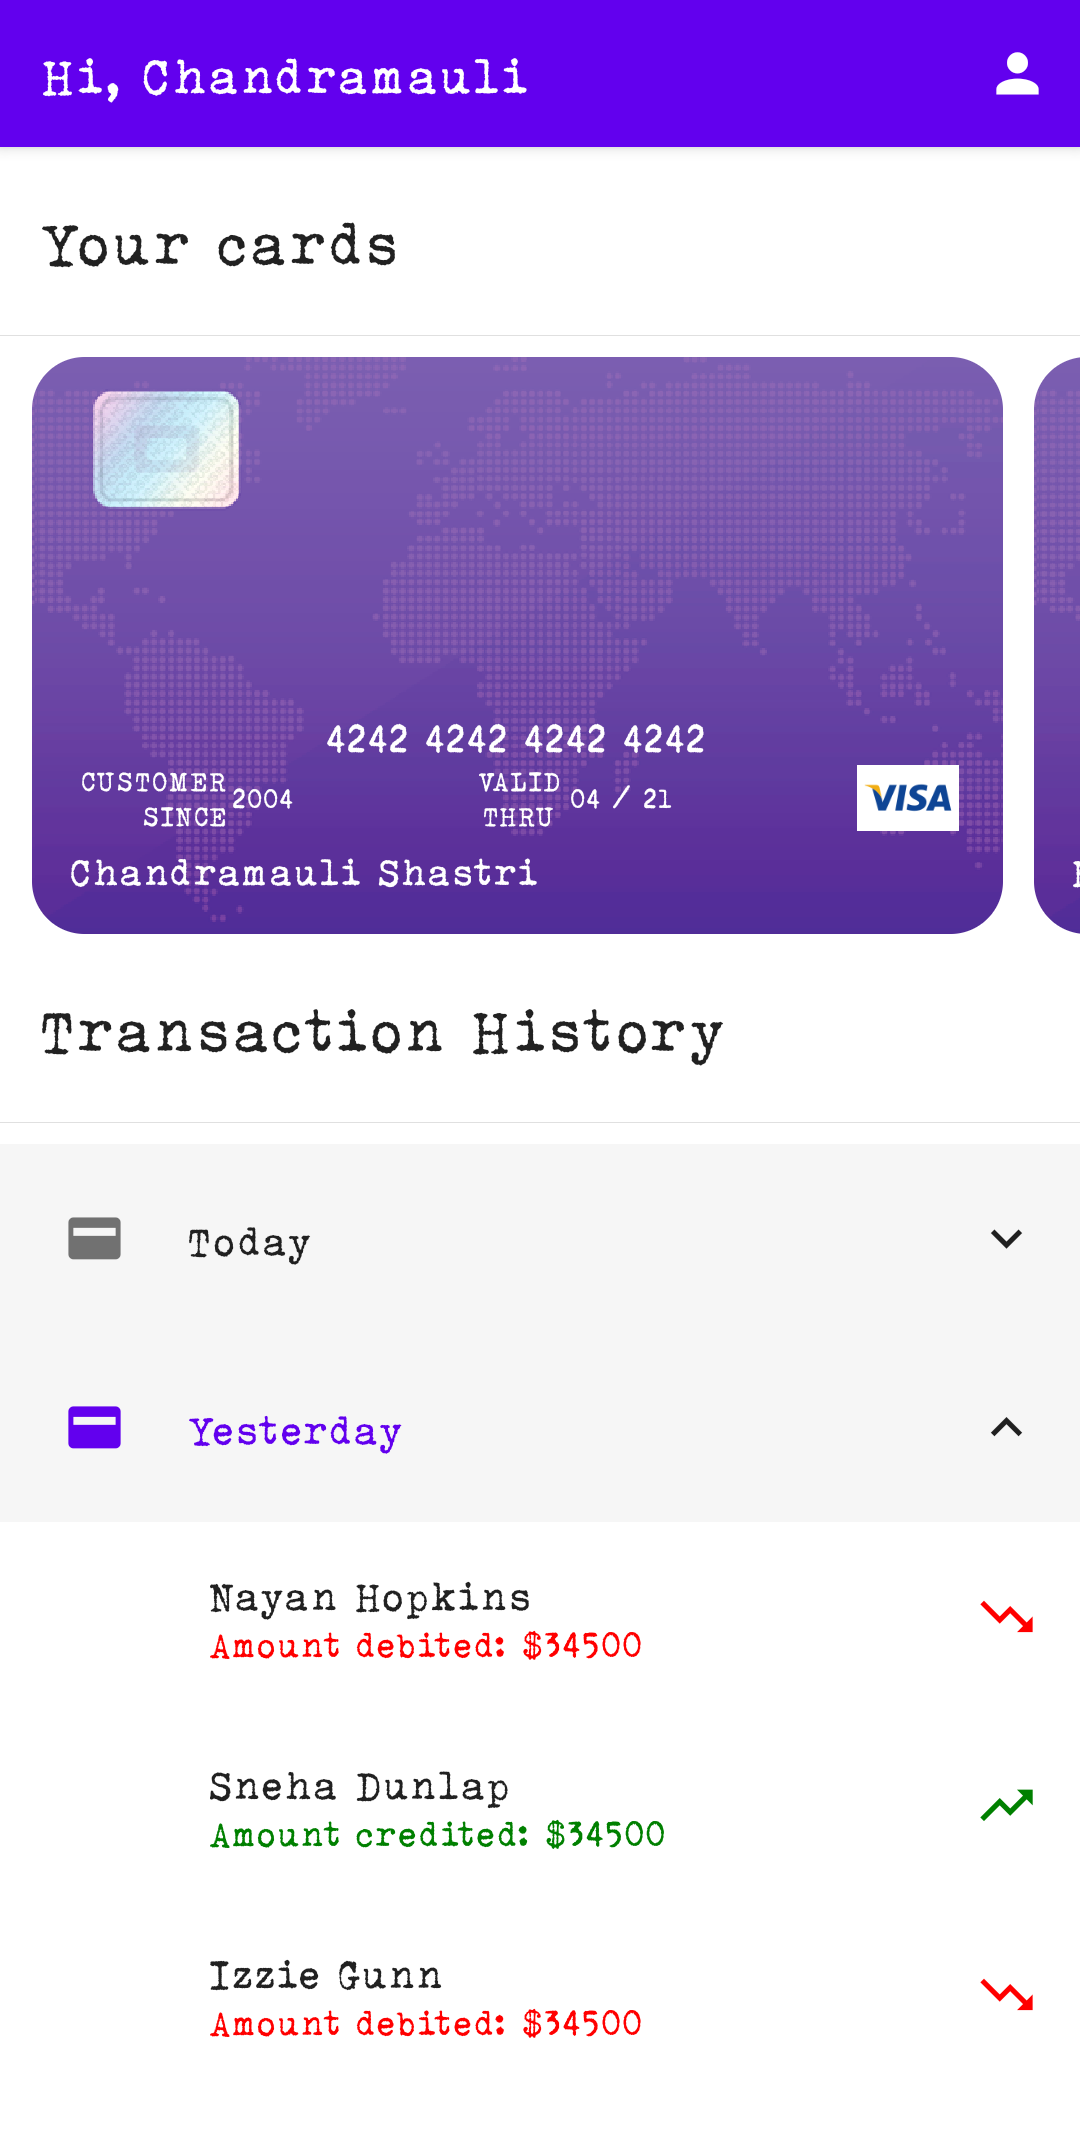 Hi, Chandramauli
Your cards
4242 4242 4242 4242
CUSTOMER SINCE 2004
VALID THRU 04 / 21
VISA
Chandramauli Shastri
Transaction History
Today
Yesterday
Nayan Hopkins
Amount debited: $34500
Sneha Dunlap
Amount credited: $34500
Izzie Gunn
Amount debited: $34500